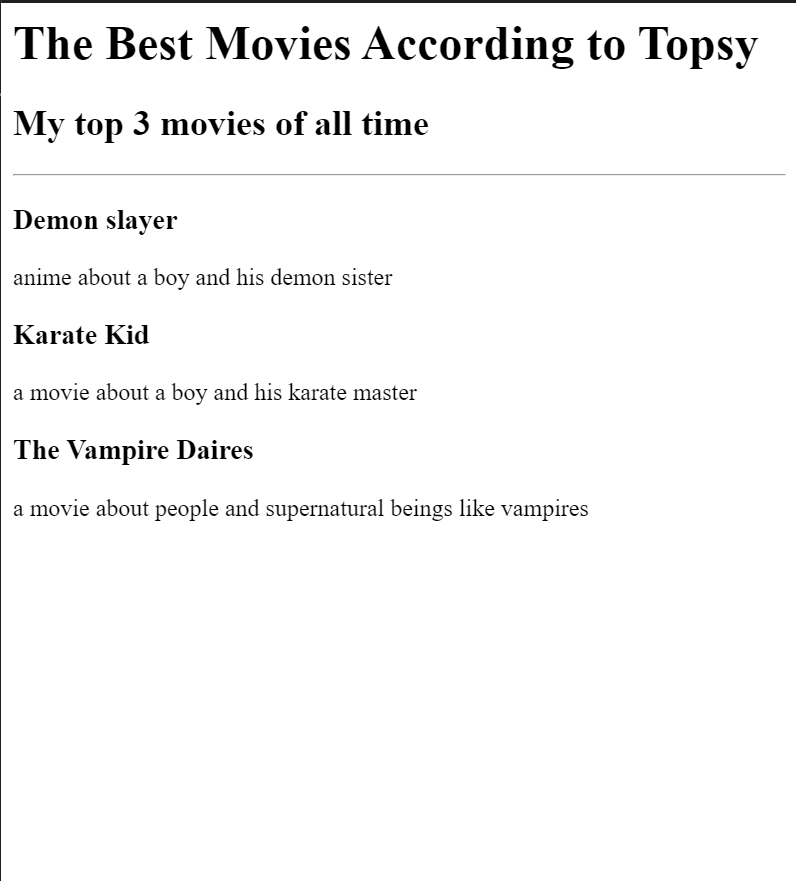 The Best Movies According to Topsy
My top 3 movies of all time
Demon slayer
anime about a boy and his demon sister
Karate Kid
a movie about a boy and his karate master
The Vampire Daires
a movie about people and supernatural beings like vampires